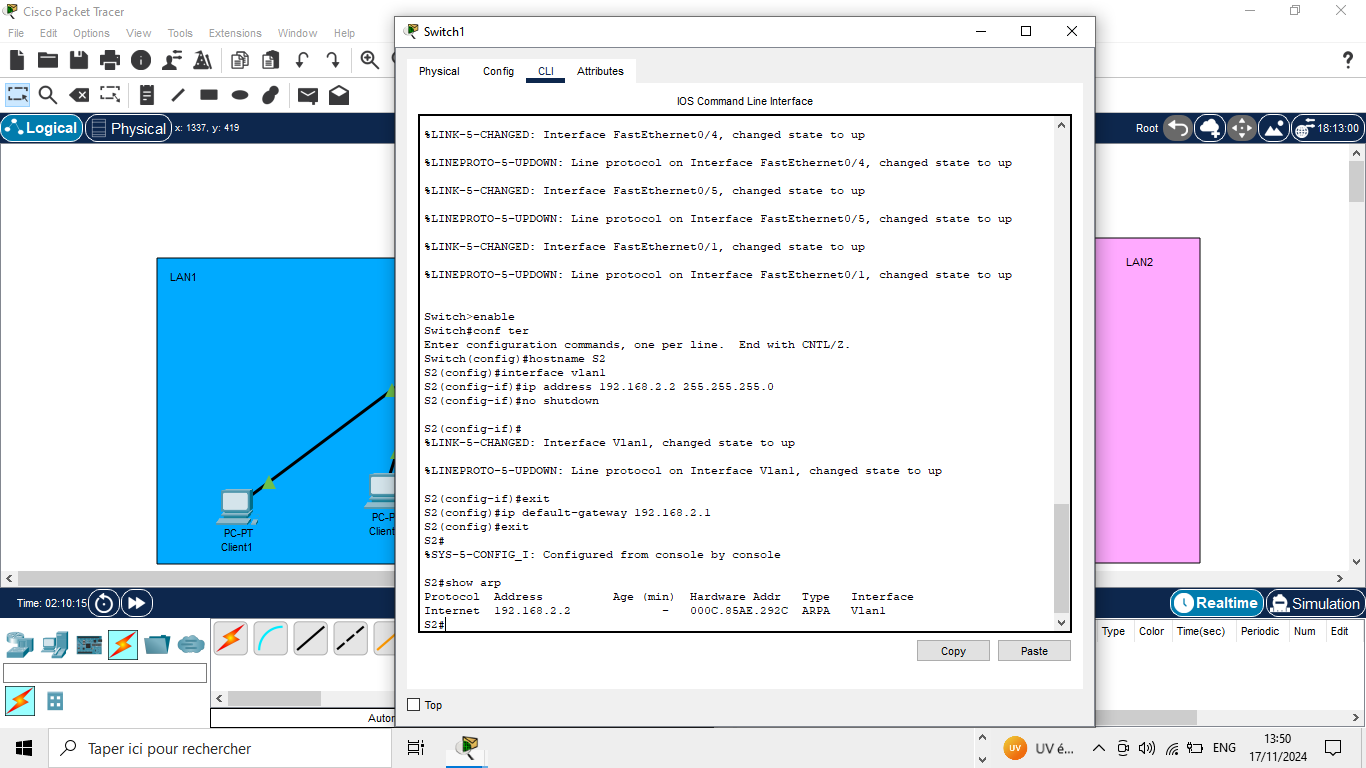 Cisco Packet Tracer
File Edit Options View Tools Extensions Window Help
Logical
Physical
x: 1337, y: 419
Root
18:13:00
LAN1
PC-PT
Client1
PC-P
Client
LAN2
Switch1
Physical Config CLI Attributes
IOS Command Line Interface
%LINK-5-CHANGED: Interface FastEthernet0/4, changed state to up
%LINEPROTO-5-UPDOWN: Line protocol on Interface FastEthernet0/4, changed state to up
%LINK-5-CHANGED: Interface FastEthernet0/5, changed state to up
%LINEPROTO-5-UPDOWN: Line protocol on Interface FastEthernet0/5, changed state to up
%LINK-5-CHANGED: Interface FastEthernet0/1, changed state to up
%LINEPROTO-5-UPDOWN: Line protocol on Interface FastEthernet0/1, changed state to up
Switch>enable
Switch#conf ter
Enter configuration commands, one per line.  End with CNTL/Z.
Switch(config)#hostname S2
S2(config)#interface vlan1
S2(config-if)#ip address 192.168.2.2 255.255.255.0
S2(config-if)#no shutdown
S2(config-if)#
%LINK-5-CHANGED: Interface Vlan1, changed state to up
%LINEPROTO-5-UPDOWN: Line protocol on Interface Vlan1, changed state to up
S2(config-if)#exit
S2(config)#ip default-gateway 192.168.2.1
S2(config)#exit
S2#
%SYS-5-CONFIG_I: Configured from console by console
S2#show arp
Protocol  Address          Age (min)  Hardware Addr   Type   Interface
Internet  192.168.2.2             -   000C.85AE.292C  ARPA   Vlan1
S2#
Copy
Paste
Top
Time: 02:10:15
Realtime
Simulation
Type Color Time(sec) Periodic Num Edit
Autor
Taper ici pour rechercher
UV
UV é...
ENG
13:50
17/11/2024